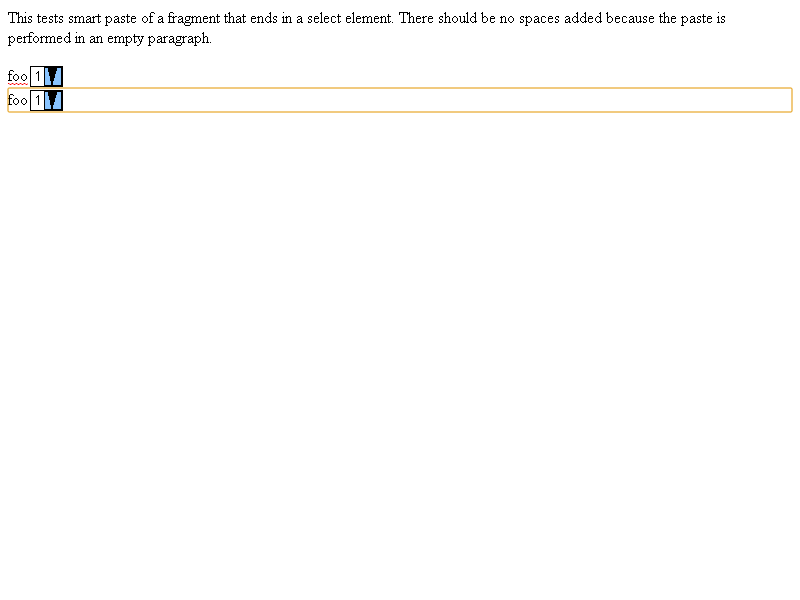 This tests smart paste of a fragment that ends in a select element. There should be no spaces added because the paste is
performed in an empty paragraph.
foo 1
foo 1